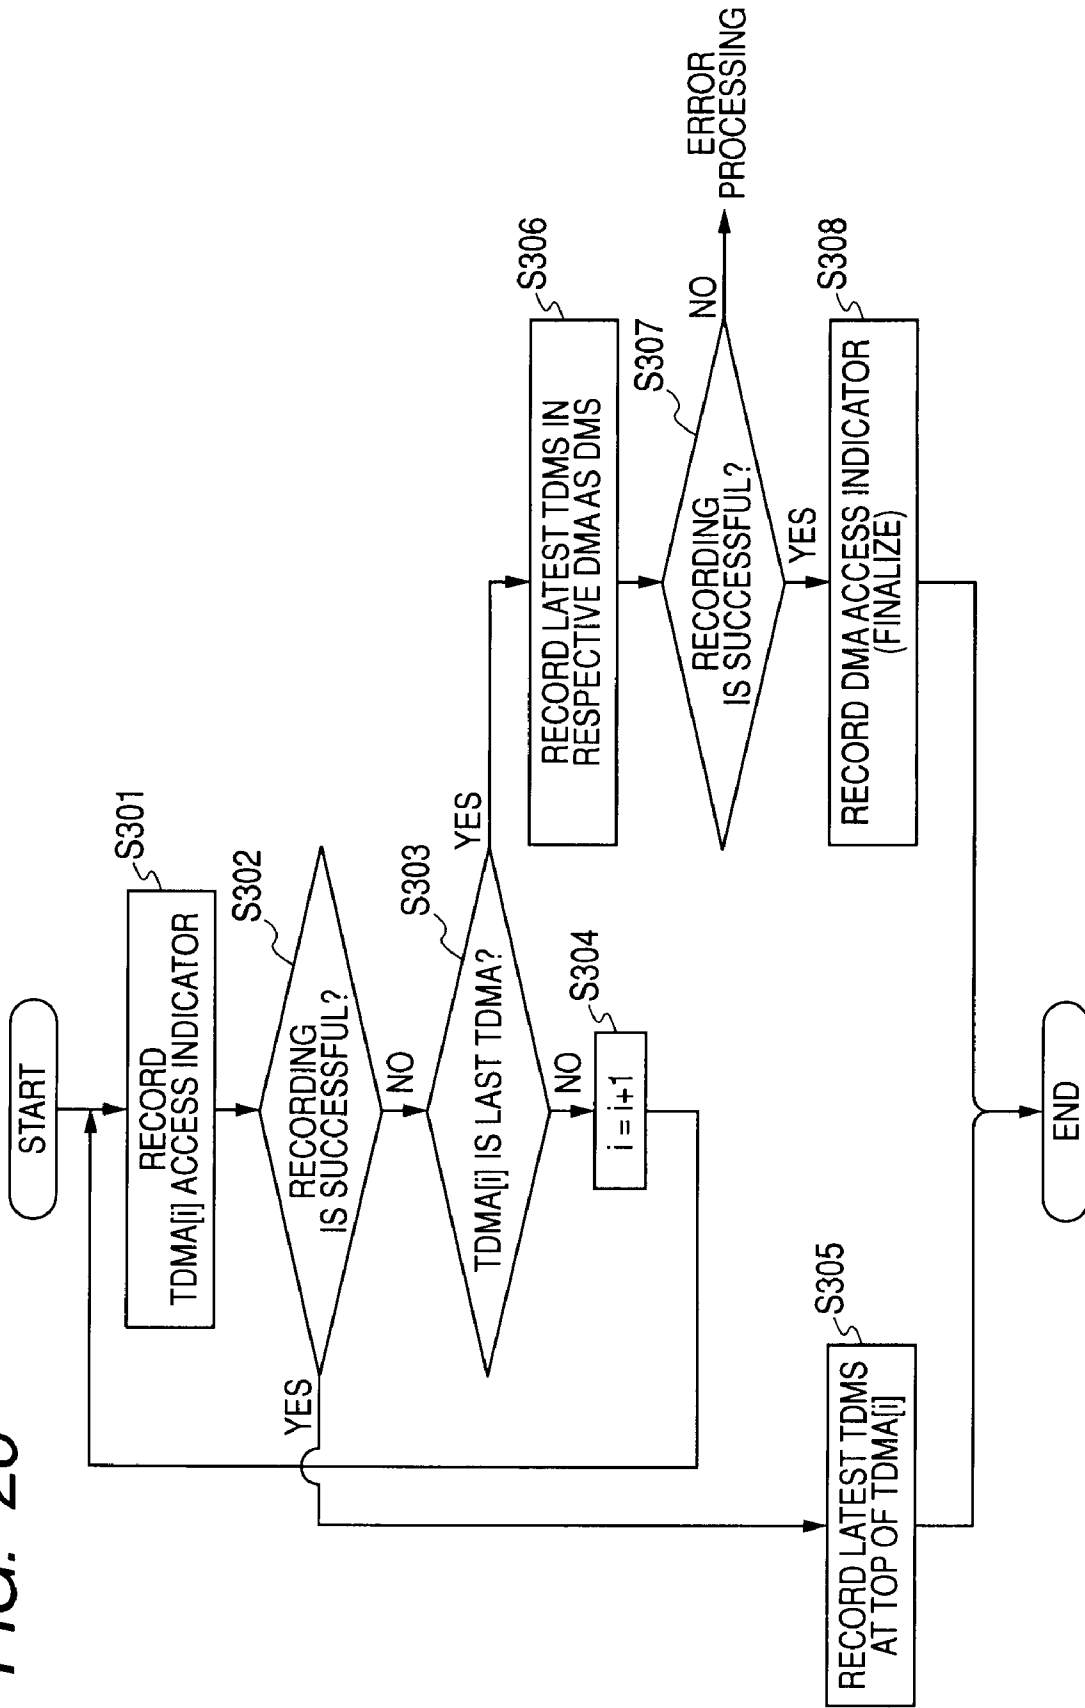 FIG. 20
START
RECORD
TDMA[i] ACCESS INDICATOR
S301
RECORDING
IS SUCCESSFUL?
S302
YES
NO
TDMA[i] IS LAST TDMA?
S303
YES
NO
i = i+1
S304
RECORD LATEST TDMS
AT TOP OF TDMA[i]
S305
RECORD LATEST TDMS IN
RESPECTIVE DMA AS DMS
S306
RECORDING
IS SUCCESSFUL?
S307
NO
ERROR
PROCESSING
YES
RECORD DMA ACCESS INDICATOR
(FINALIZE)
S308
END